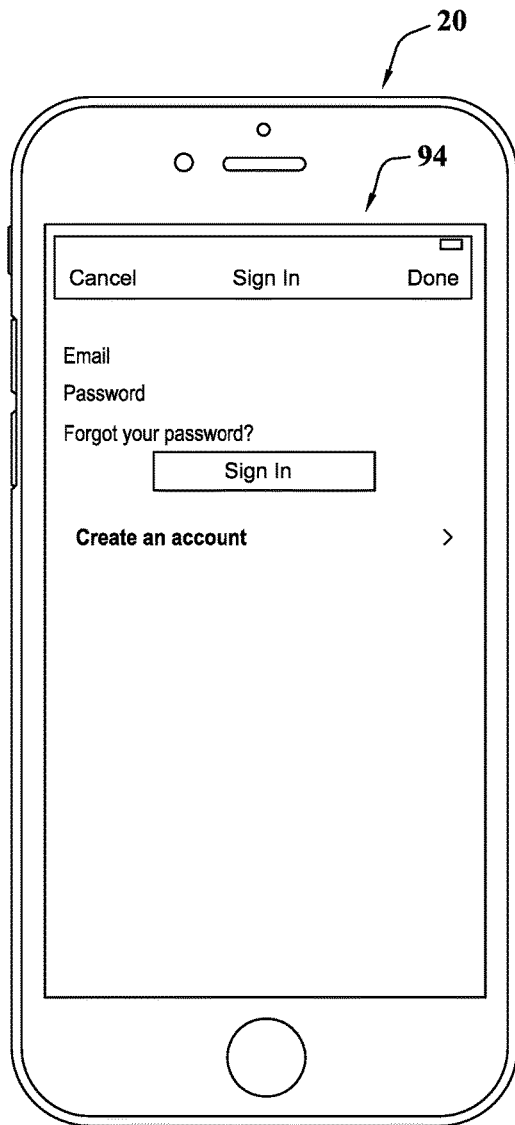 20
94
Cancel Sign In Done
Email
Password
Forgot your password?
Sign In
Create an account >